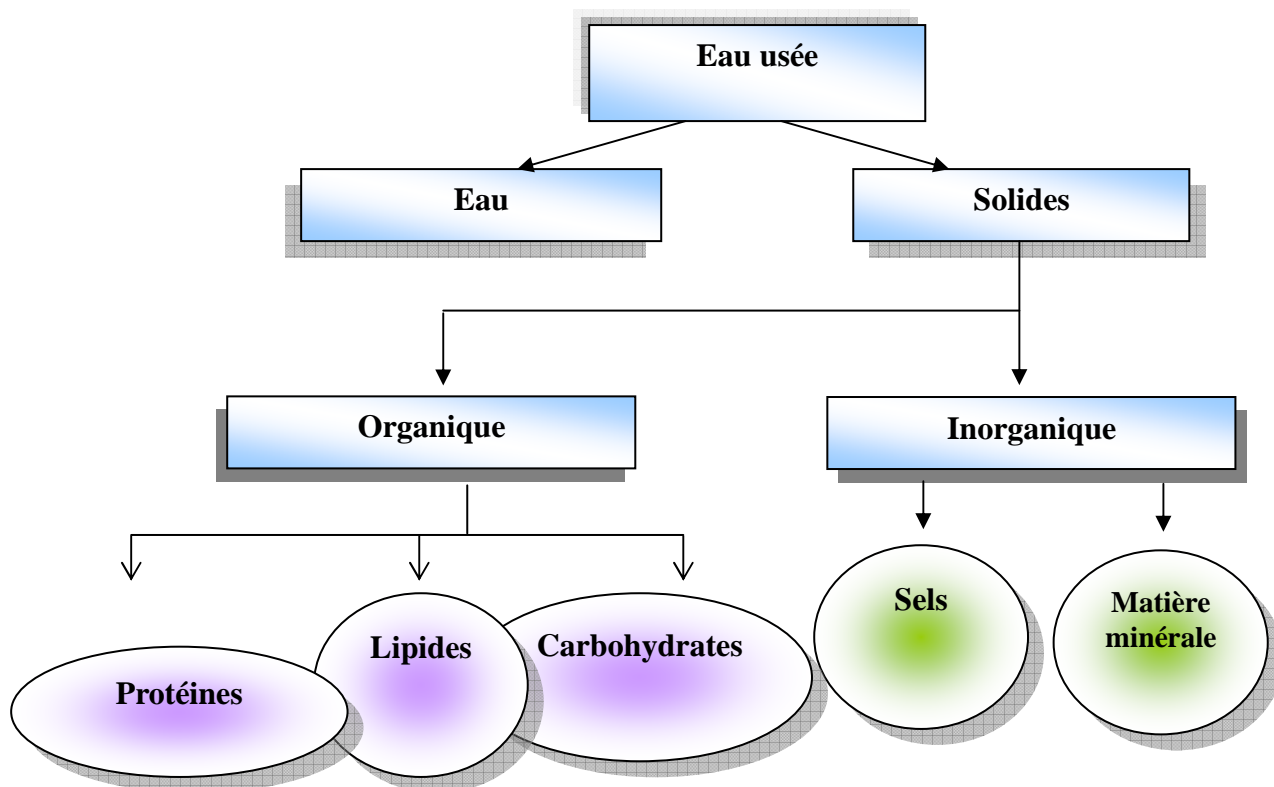 Eau usée
Eau
Solides
Organique
Inorganique
Protéines
Lipides
Carbohydrates
Sels
Matière
minérale